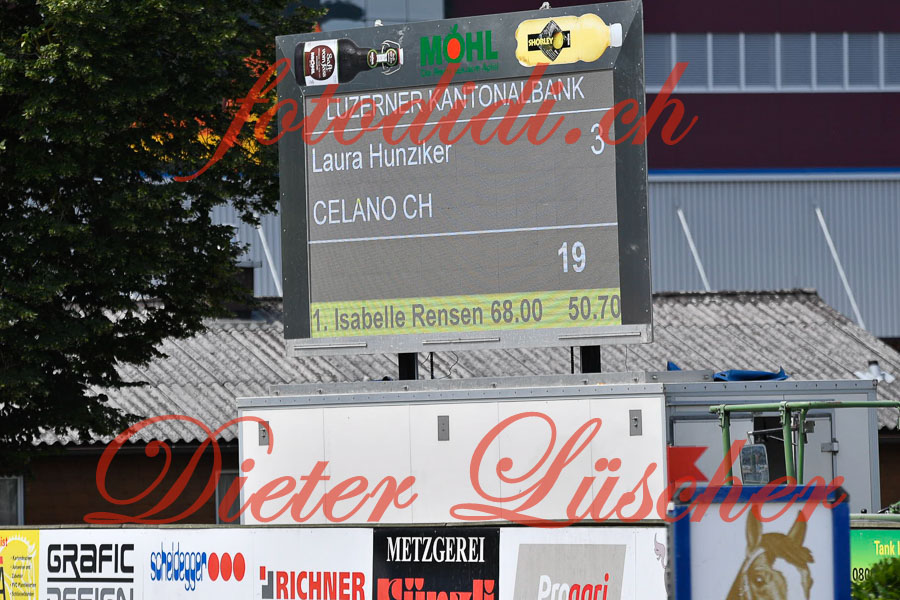 MÖHL
SHORLEY
LUZERNER KANTONALBANK
fotodidi.ch
Laura Hunziker 3
CELANO CH
19
1. Isabelle Rensen 68.00 50.70
Dieter Lüscher
GRAFIC
DESIGN
scheidegger
RICHNER
METZGEREI
Proagri
Tank